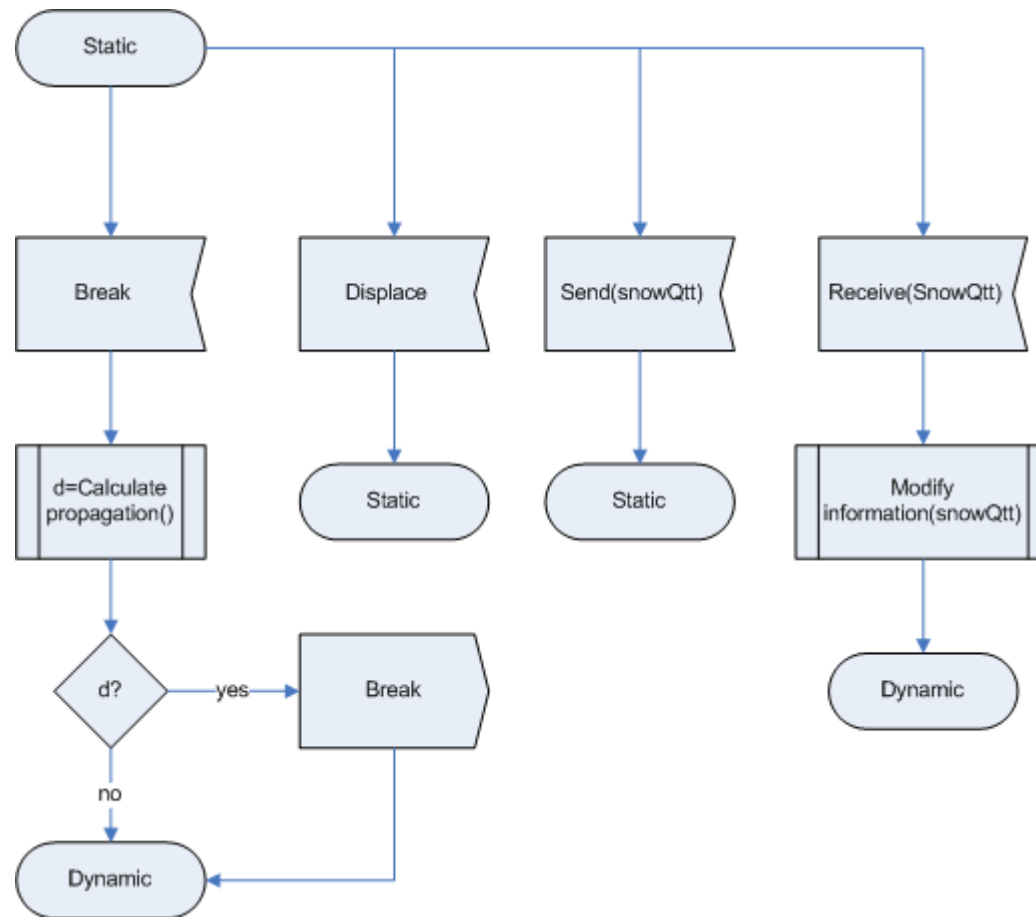 Static
Break
Displace
Send(snowQtt)
Receive(SnowQtt)
d=Calculate
propagation()
Static
Static
Modify
information(snowQtt)
d?
yes
Break
Dynamic
no
Dynamic